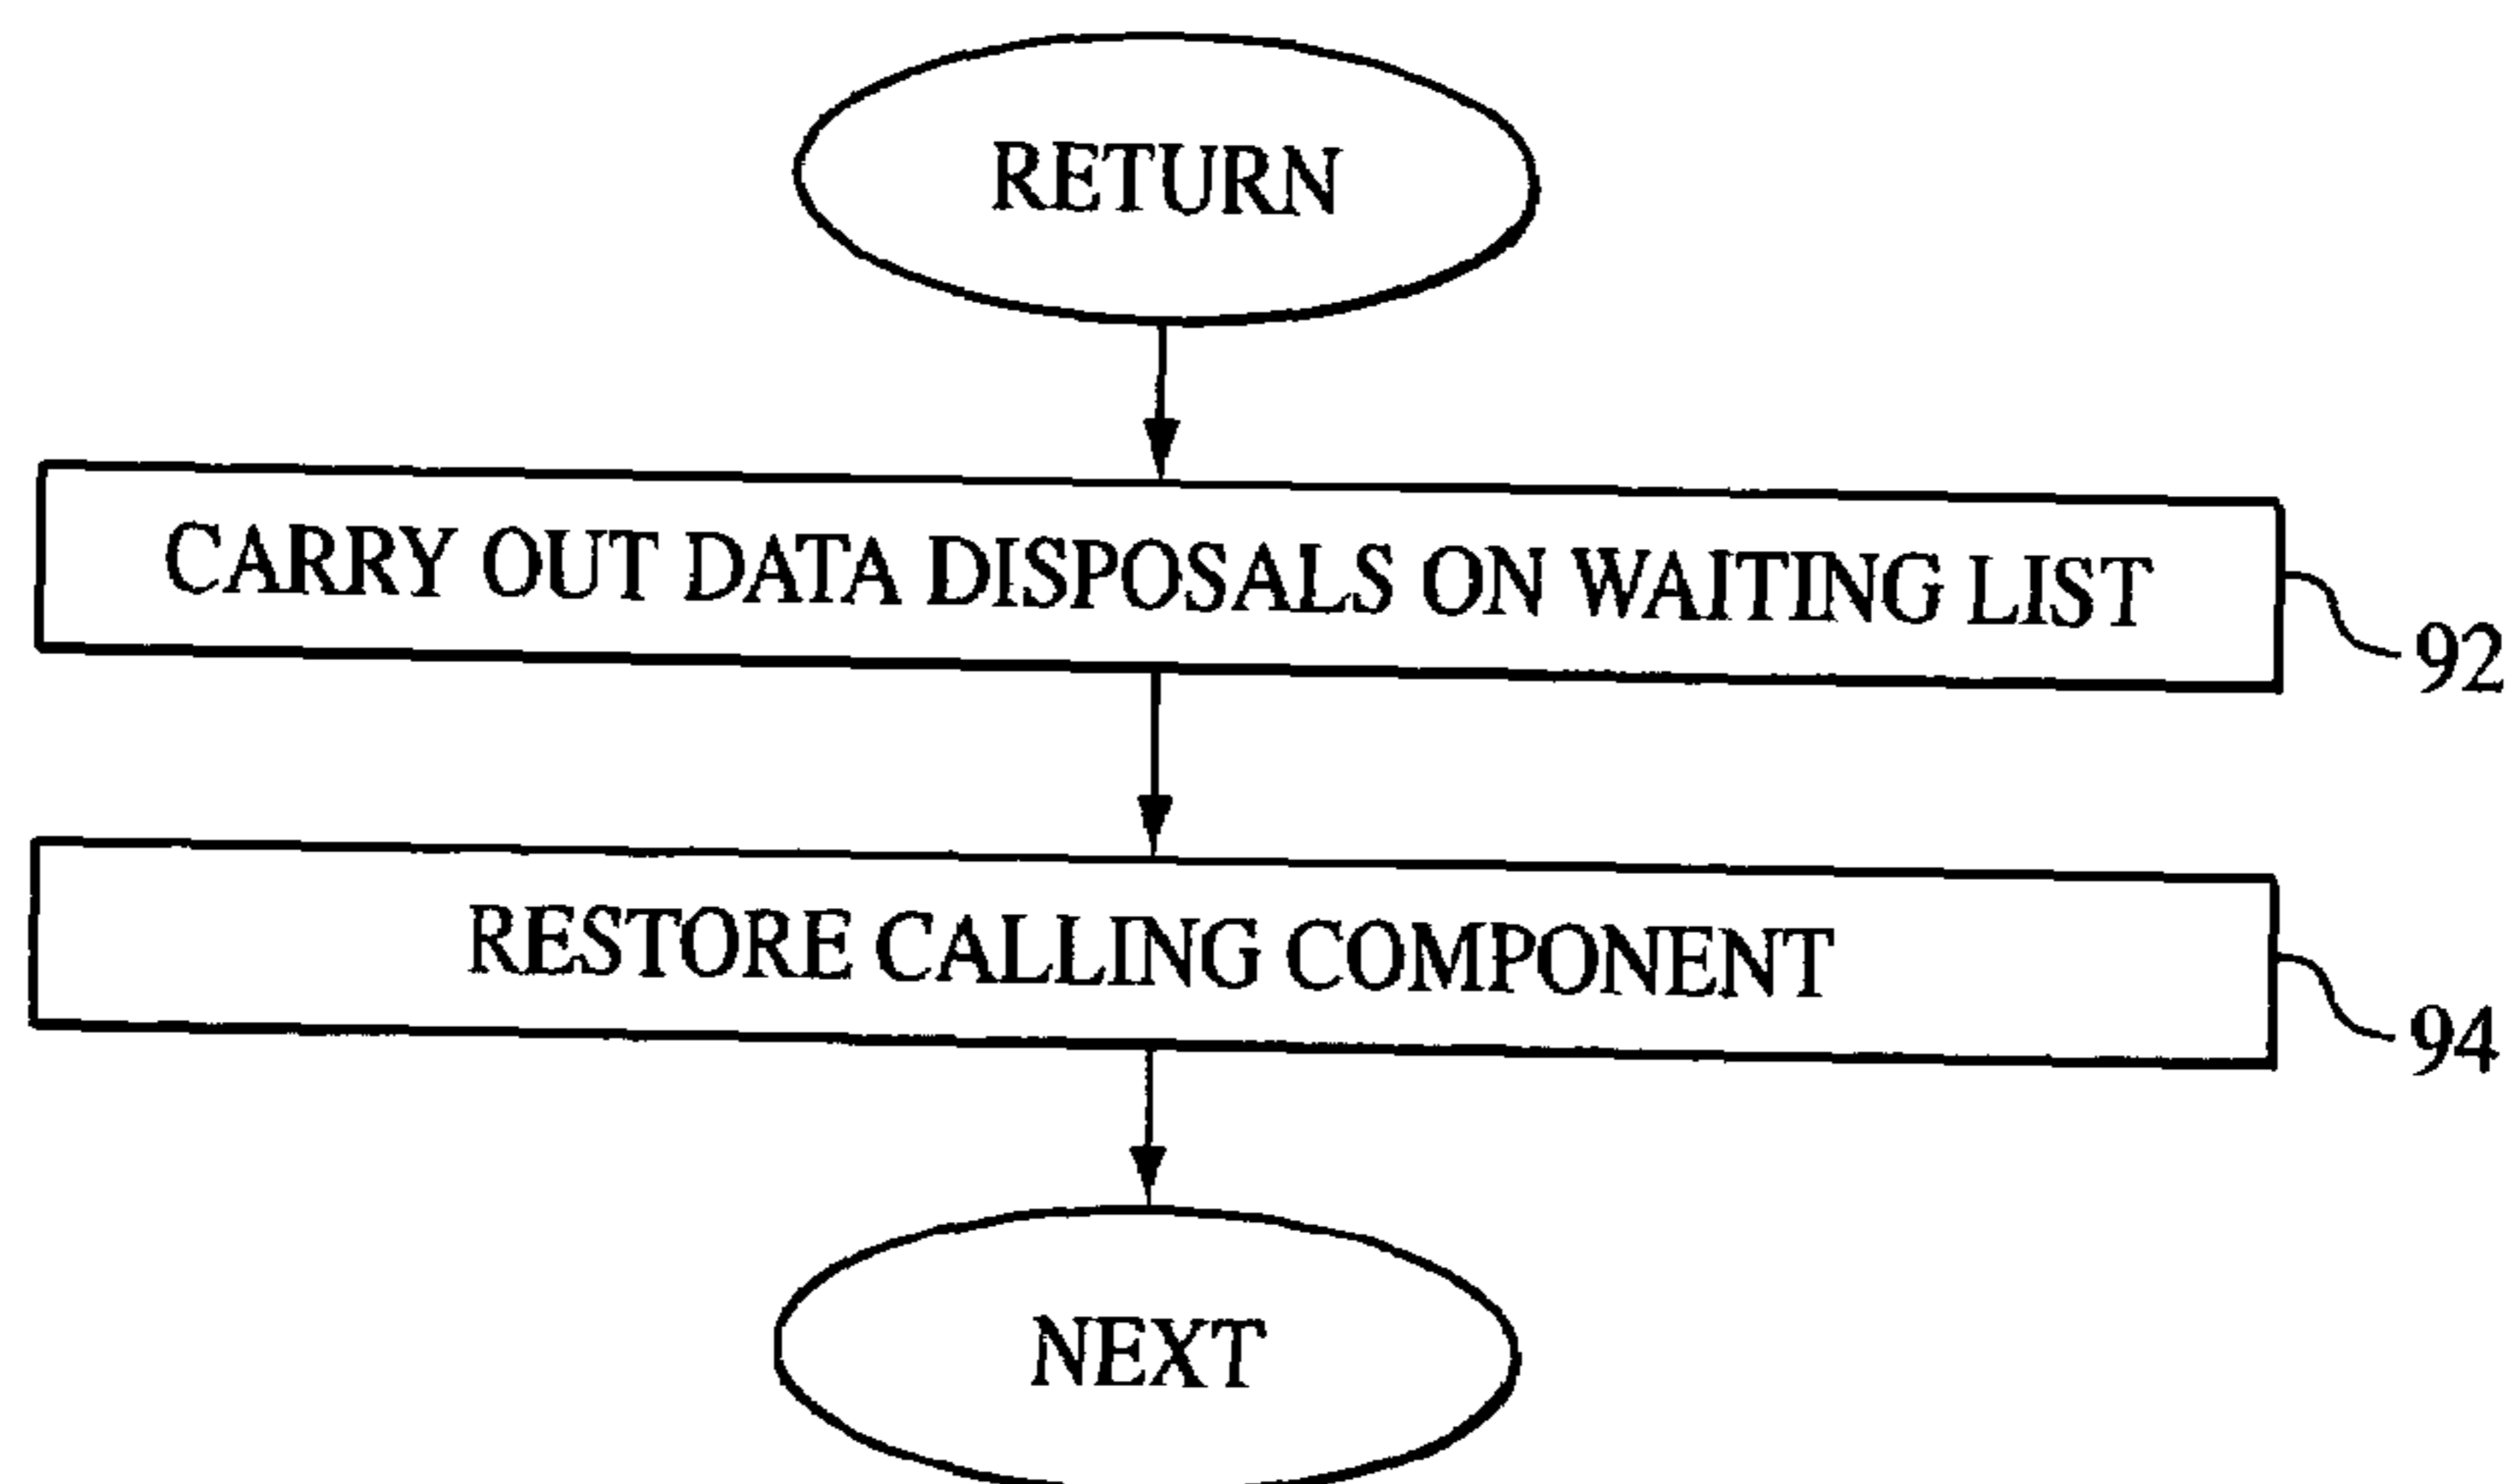 RETURN
CARRY OUT DATA DISPOSALS ON WAITING LIST
92
RESTORE CALLING COMPONENT
94
NEXT